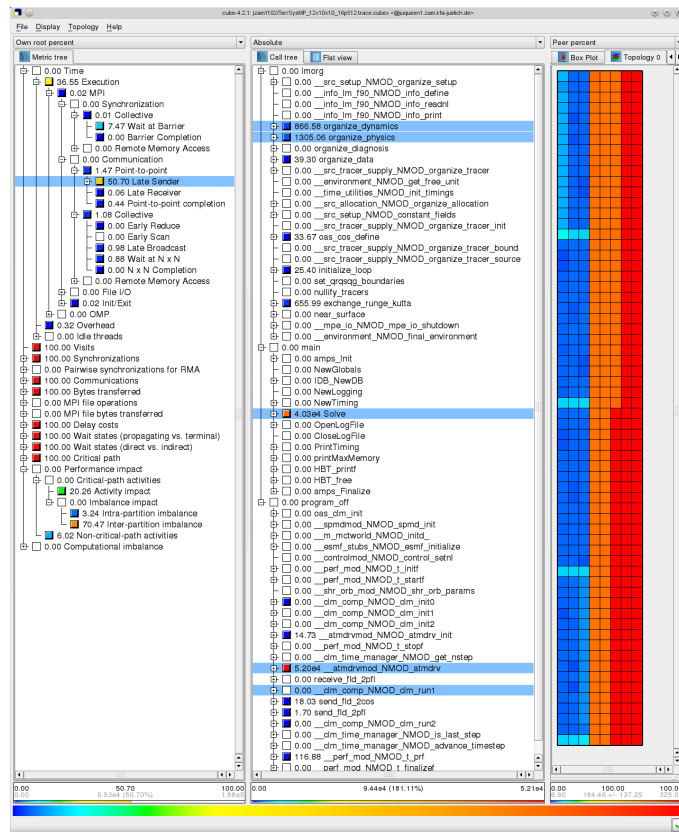 cube-4.2.1: jzam1102/TerrSysMP_12x10x10_16p512.trace.cubex <@juqueen1.zam.kfa-juelich.de>
File Display Topology Help
Own root percent
Metric tree
0.00 Time
36.55 Execution
0.02 MPI
0.00 Synchronization
0.01 Collective
7.47 Wait at Barrier
0.00 Barrier Completion
0.00 Remote Memory Access
0.00 Communication
1.47 Point-to-point
50.70 Late Sender
0.06 Late Receiver
0.44 Point-to-point completion
1.08 Collective
0.00 Early Reduce
0.00 Early Scan
0.98 Late Broadcast
0.88 Wait at N x N
0.00 N x N Completion
0.00 Remote Memory Access
0.00 File I/O
0.02 Init/Exit
0.00 OMP
0.32 Overhead
0.00 Idle threads
100.00 Visits
100.00 Synchronizations
0.00 Pairwise synchronizations for RMA
100.00 Communications
100.00 Bytes transferred
0.00 MPI file operations
0.00 MPI file bytes transferred
100.00 Delay costs
100.00 Wait states (propagating vs. terminal)
100.00 Wait states (direct vs. indirect)
100.00 Critical path
0.00 Performance impact
0.00 Critical-path activities
20.26 Activity impact
0.00 Imbalance impact
3.24 Intra-partition imbalance
70.47 Inter-partition imbalance
6.02 Non-critical-path activities
0.00 Computational imbalance
0.00 50.70 100.00
0.00 9.53e4 (50.70%) 1.88e5
Absolute
Call tree Flat view
0.00 lmorg
0.00 __src_setup_NMOD_organize_setup
0.00 __info_lm_f90_NMOD_info_define
0.00 __info_lm_f90_NMOD_info_readnl
0.00 __info_lm_f90_NMOD_info_print
866.58 organize_dynamics
1305.06 organize_physics
0.00 organize_diagnosis
39.30 organize_data
0.00 __src_tracer_supply_NMOD_organize_tracer
0.00 __environment_NMOD_get_free_unit
0.00 __time_utilities_NMOD_init_timings
0.00 __src_allocation_NMOD_organize_allocation
0.00 __src_setup_NMOD_constant_fields
0.00 __src_tracer_supply_NMOD_organize_tracer_init
33.67 oas_cos_define
0.00 __src_tracer_supply_NMOD_organize_tracer_bound
0.00 __src_tracer_supply_NMOD_organize_tracer_source
25.40 initialize_loop
0.00 set_qrqsqg_boundaries
0.00 nullify_tracers
655.99 exchange_runge_kutta
0.00 near_surface
0.00 __mpe_io_NMOD_mpe_io_shutdown
0.00 __environment_NMOD_final_environment
0.00 main
0.00 amps_Init
0.00 NewGlobals
0.00 IDB_NewDB
0.00 NewLogging
0.00 NewTiming
4.03e4 Solve
0.00 OpenLogFile
0.00 CloseLogFile
0.00 PrintTiming
0.00 printMaxMemory
0.00 HBT_printf
0.00 HBT_free
0.00 amps_Finalize
0.00 program_off
0.00 oas_clm_init
0.00 __spmdmod_NMOD_spmd_init
0.00 __m_mctworld_NMOD_initd_
0.00 __esmf_stubs_NMOD_esmf_initialize
0.00 __controlmod_NMOD_control_setnl
0.00 __perf_mod_NMOD_t_initf
0.00 __perf_mod_NMOD_t_startf
0.00 __shr_orb_mod_NMOD_shr_orb_params
0.00 __clm_comp_NMOD_clm_init0
0.00 __clm_comp_NMOD_clm_init1
0.00 __clm_comp_NMOD_clm_init2
14.73 __atmdrvmod_NMOD_atmdrv_init
0.00 __perf_mod_NMOD_t_stopf
0.00 __clm_time_manager_NMOD_get_nstep
5.20e4 __atmdrvmod_NMOD_atmdrv
0.00 receive_fld_2pfl
0.00 __clm_comp_NMOD_clm_run1
18.03 send_fld_2cos
1.70 send_fld_2pfl
0.00 __clm_comp_NMOD_clm_run2
0.00 __clm_time_manager_NMOD_is_last_step
0.00 __clm_time_manager_NMOD_advance_timestep
116.88 __perf_mod_NMOD_t_prf
0.00 __perf_mod_NMOD_t_finalizef
0.00 9.44e4 (181.11%) 5.21e4
Peer percent
Box Plot Topology 0
0.00 100.00 100.0
6.60 184.46 +/- 137.25 325.0